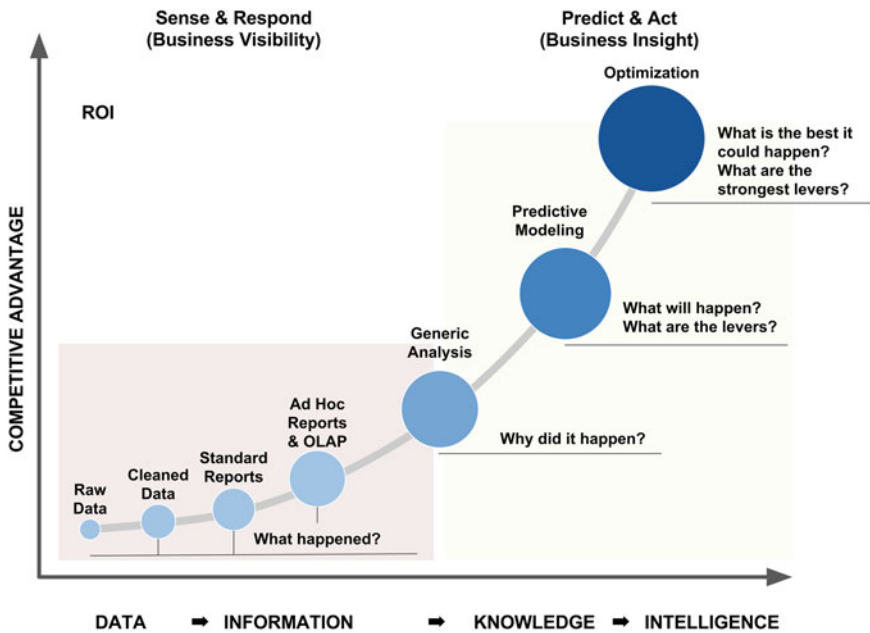 Sense & Respond
(Business Visibility)
Predict & Act
(Business Insight)
Optimization
ROI
What is the best it
could happen?
What are the
strongest levers?
Predictive
Modeling
What will happen?
What are the levers?
Generic
Analysis
Ad Hoc
Reports
& OLAP
Why did it happen?
Standard
Reports
Cleaned
Data
Raw
Data
What happened?
COMPETITIVE ADVANTAGE
DATA ➡ INFORMATION ➡ KNOWLEDGE ➡ INTELLIGENCE